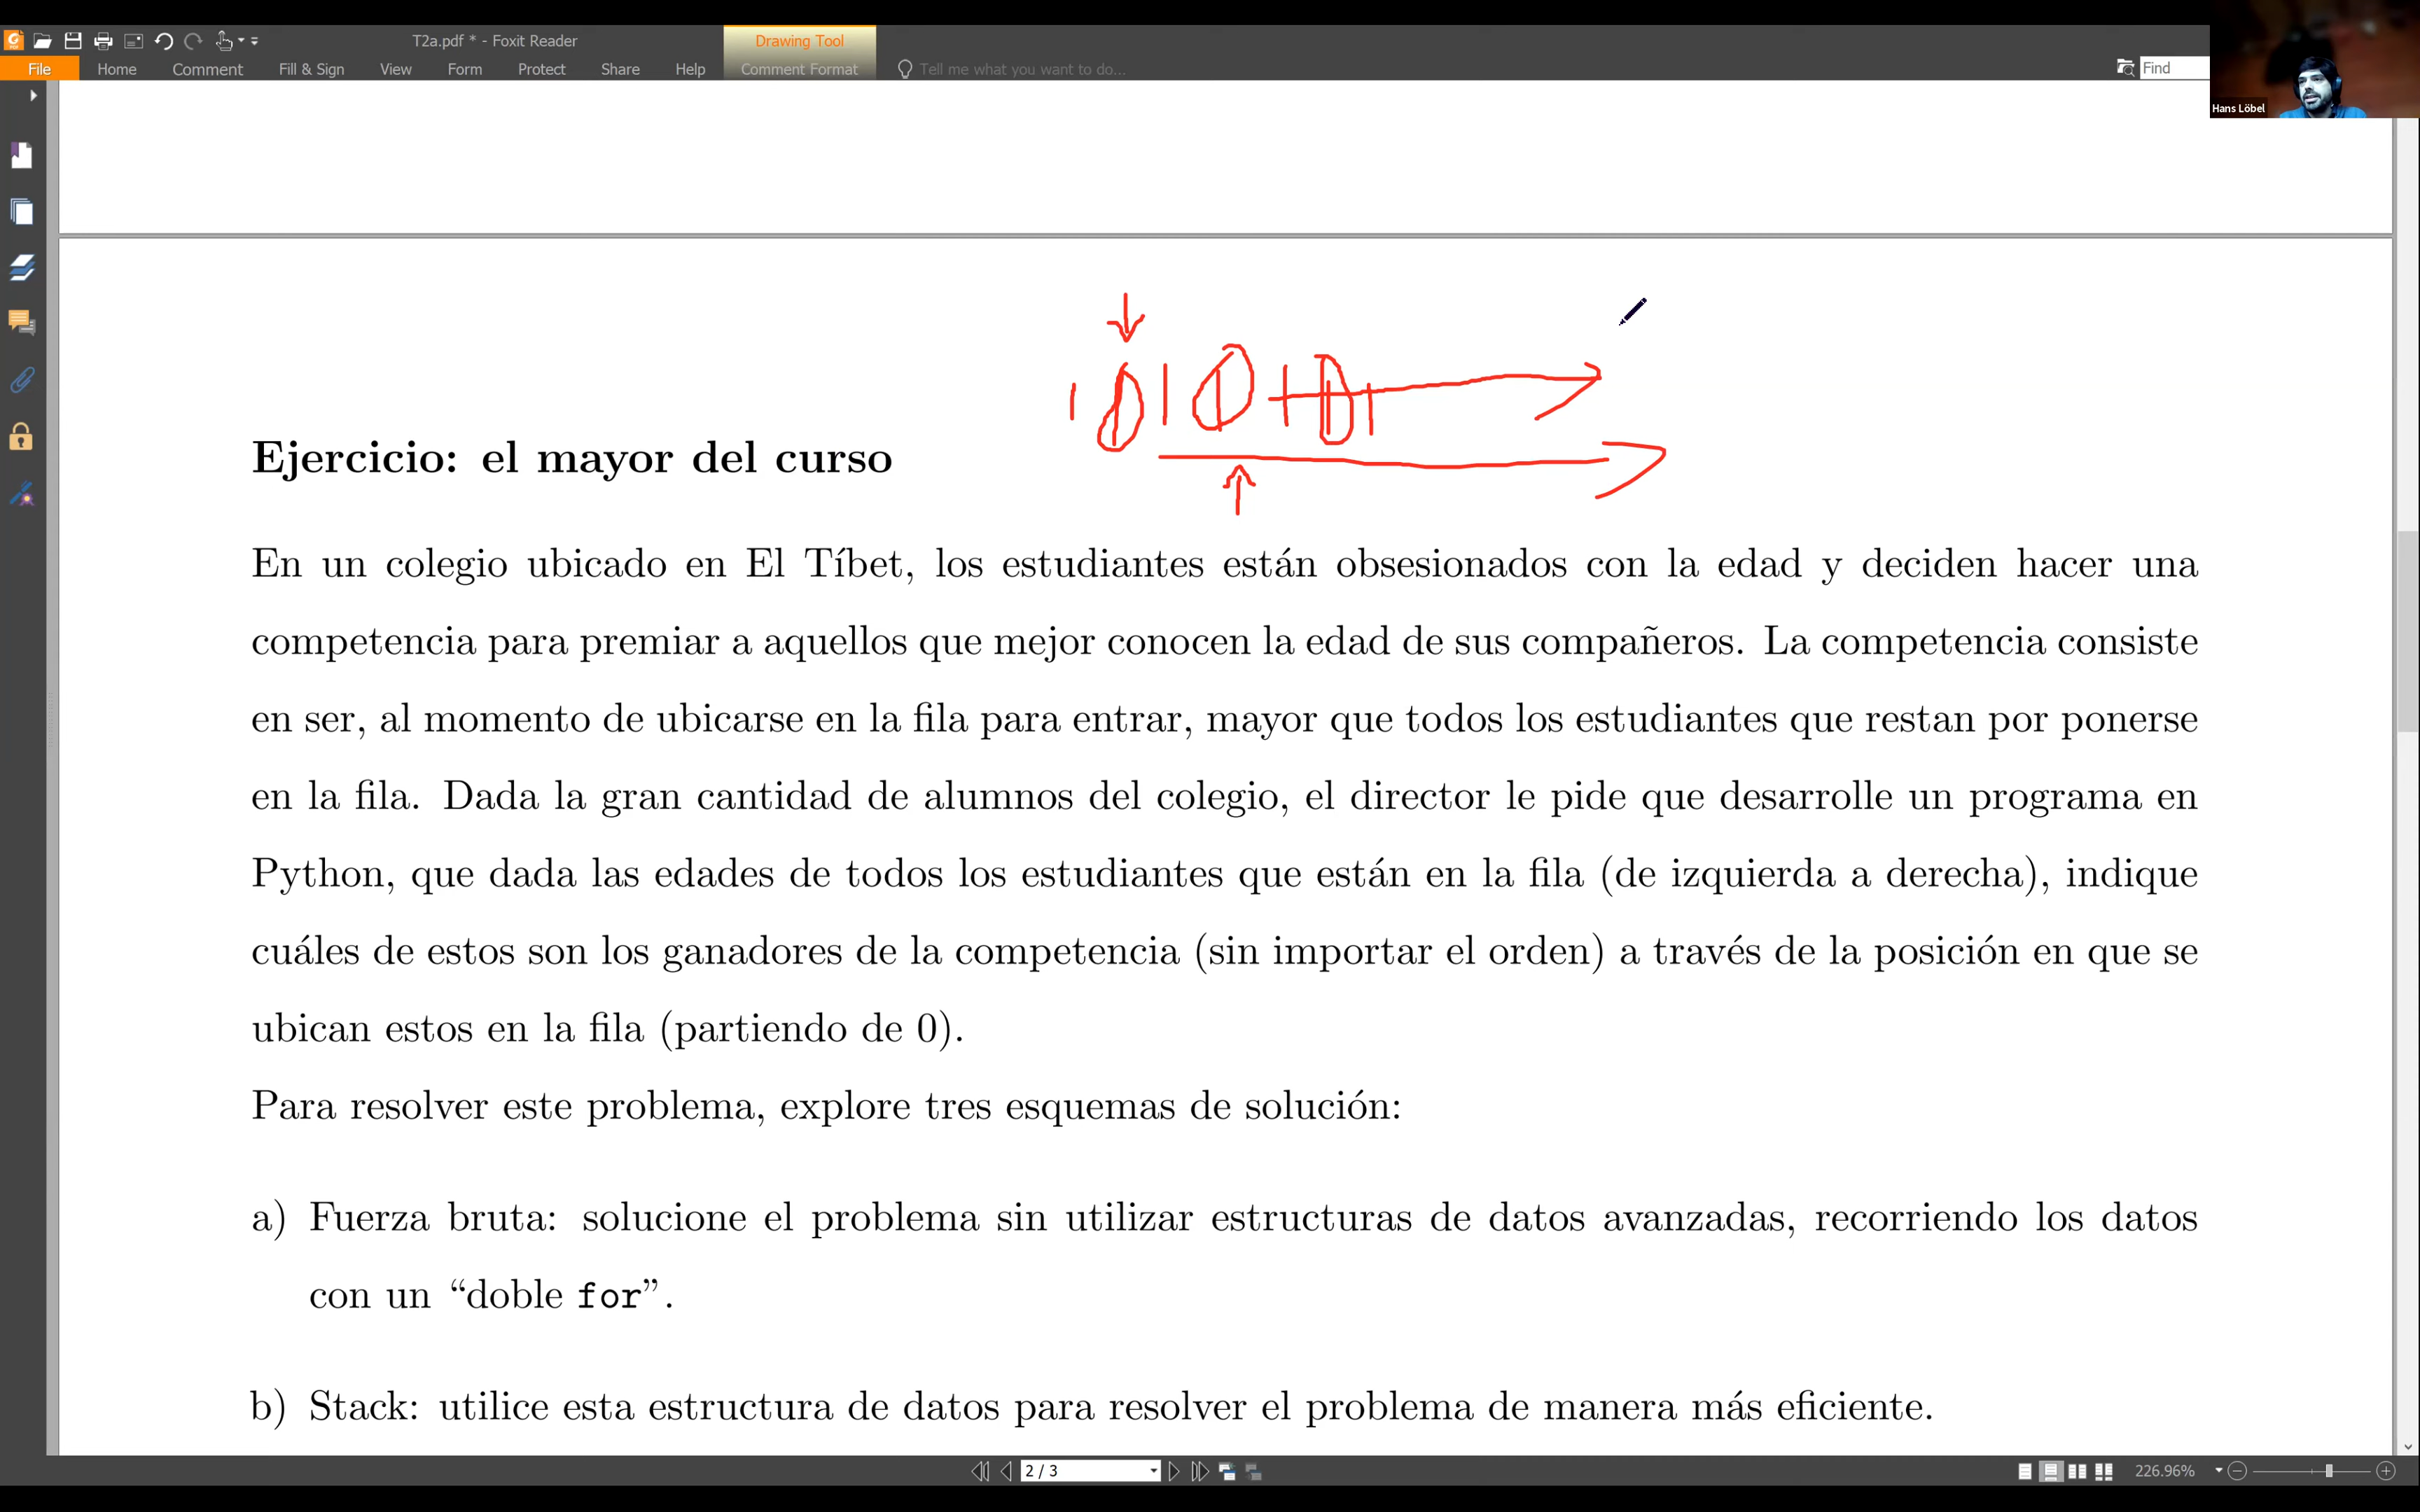 T2a.pdf * - Foxit Reader
Drawing Tool
File Home Comment Fill & Sign View Form Protect Share Help Comment Format Tell me what you want to do... Find
Hans Löbel
Ejercicio: el mayor del curso
En un colegio ubicado en El Tíbet, los estudiantes están obsesionados con la edad y deciden hacer una
competencia para premiar a aquellos que mejor conocen la edad de sus compañeros. La competencia consiste
en ser, al momento de ubicarse en la fila para entrar, mayor que todos los estudiantes que restan por ponerse
en la fila. Dada la gran cantidad de alumnos del colegio, el director le pide que desarrolle un programa en
Python, que dada las edades de todos los estudiantes que están en la fila (de izquierda a derecha), indique
cuáles de estos son los ganadores de la competencia (sin importar el orden) a través de la posición en que se
ubican estos en la fila (partiendo de 0).
Para resolver este problema, explore tres esquemas de solución:
a) Fuerza bruta: solucione el problema sin utilizar estructuras de datos avanzadas, recorriendo los datos
con un “doble for”.
b) Stack: utilice esta estructura de datos para resolver el problema de manera más eficiente.
2 / 3
226.96%